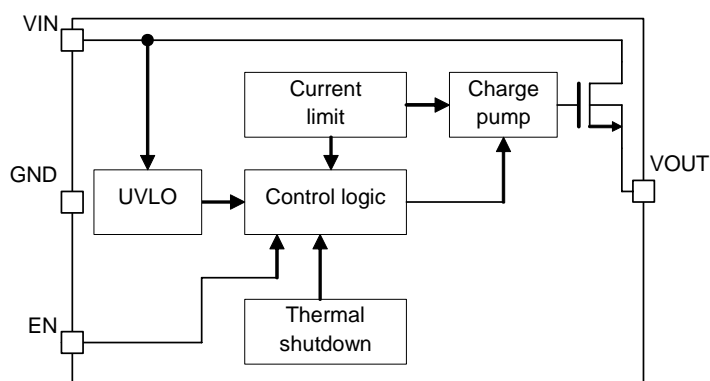 VIN
Current
limit
Charge
pump
GND
UVLO
Control logic
VOUT
EN
Thermal
shutdown